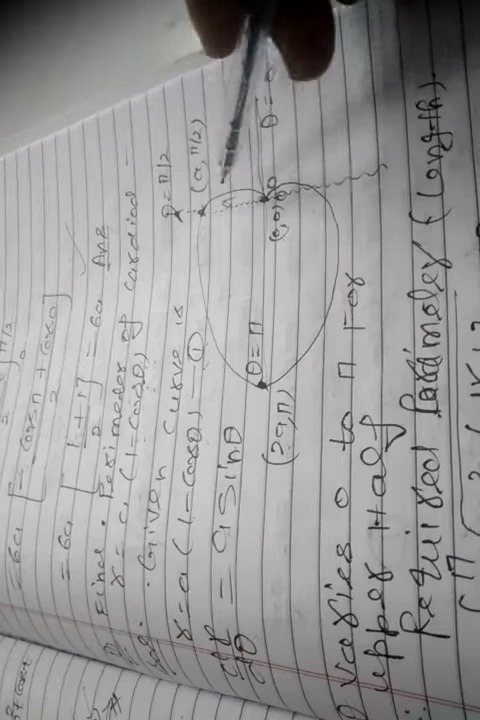 = 6a [ - cos π/2 + cos 0 ]
= 6a [ 1+1 / 2 ] = 6a Ans
Find Perimeter of cardiod -
r = a (1 - cosθ)
Sol. Given curve is
r = a (1 - cosθ) — ①
dr/dθ = a sinθ
θ = π/2
(a, π/2)
θ = π
(2a, π)
(0,0)
θ = 0
θ varies 0 to π For
upper Half
∴ Required Parimeter (Length)